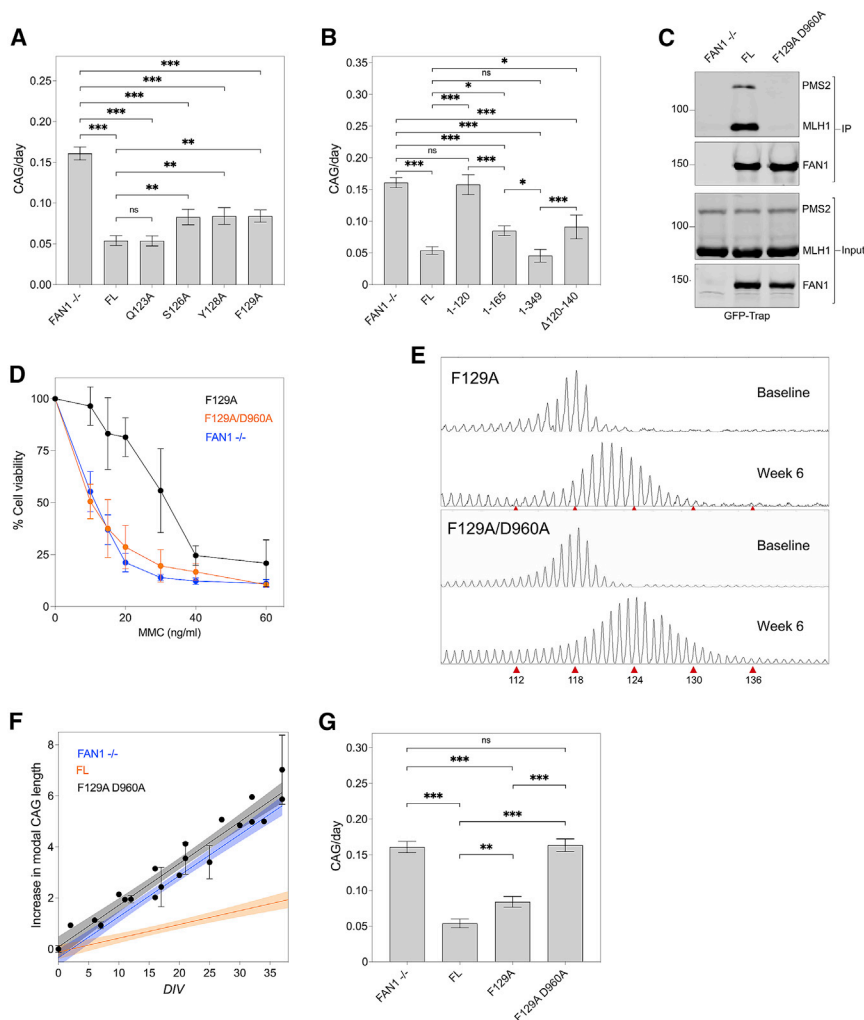 A
***
***
***
***
***
**
**
**
ns
CAG/day
0.25
0.20
0.15
0.10
0.05
0.00
FAN1 -/-
FL
Q123A
S126A
Y128A
F129A
B
*
ns
*
***
***
***
***
ns
***
*
***
***
CAG/day
0.35
0.30
0.25
0.20
0.15
0.10
0.05
0.00
FAN1 -/-
FL
1-120
1-165
1-349
Δ120-140
C
FAN1 -/-
FL
F129A D960A
PMS2
100
MLH1
IP
150
FAN1
PMS2
100
MLH1
Input
150
FAN1
GFP-Trap
D
F129A
F129A/D960A
FAN1 -/-
% Cell viability
100
75
50
25
0
0
20
40
60
MMC (ng/ml)
E
F129A
Baseline
Week 6
F129A/D960A
Baseline
Week 6
112
118
124
130
136
F
FAN1 -/-
FL
F129A D960A
Increase in modal CAG length
8
6
4
2
0
0
5
10
15
20
25
30
35
DIV
G
ns
***
***
***
***
**
CAG/day
0.30
0.25
0.20
0.15
0.10
0.05
0.00
FAN1 -/-
FL
F129A
F129A D960A